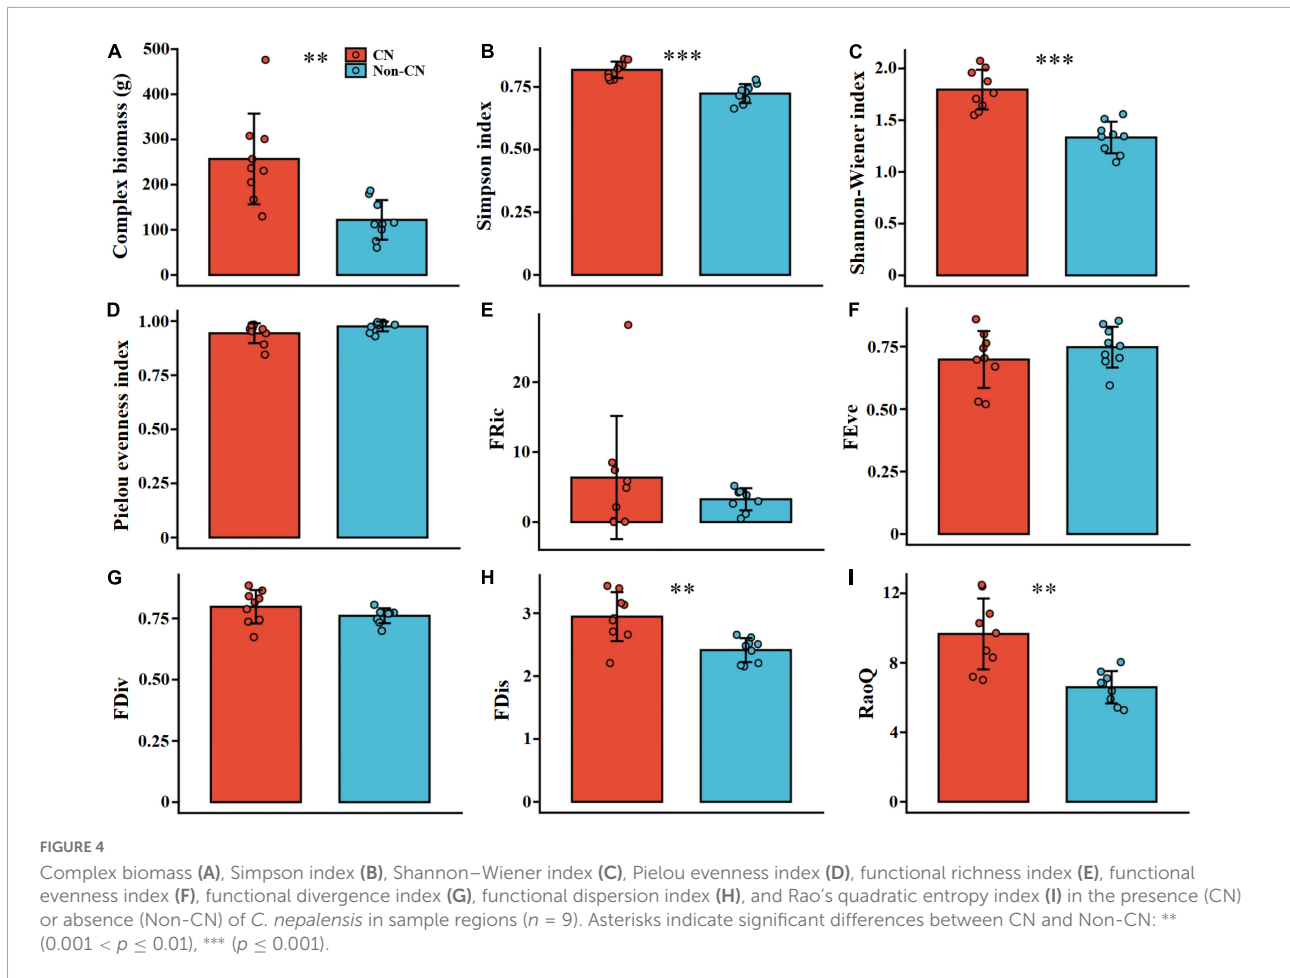 A
500
400
300
200
100
0
Complex biomass (g)
**
CN
Non-CN
B
0.75
0.50
0.25
0
Simpson index
***
C
2.0
1.5
1.0
0.5
0
Shannon-Wiener index
***
D
1.00
0.75
0.50
0.25
0
Pielou evenness index
E
20
10
0
FRic
F
0.75
0.50
0.25
0
FEve
G
0.75
0.50
0.25
0
FDiv
H
3
2
1
0
FDis
**
I
12
8
4
0
RaoQ
**
FIGURE 4
Complex biomass (A), Simpson index (B), Shannon–Wiener index (C), Pielou evenness index (D), functional richness index (E), functional
evenness index (F), functional divergence index (G), functional dispersion index (H), and Rao's quadratic entropy index (I) in the presence (CN)
or absence (Non-CN) of C. nepalensis in sample regions (n = 9). Asterisks indicate significant differences between CN and Non-CN: **
(0.001 < p ≤ 0.01), *** (p ≤ 0.001).